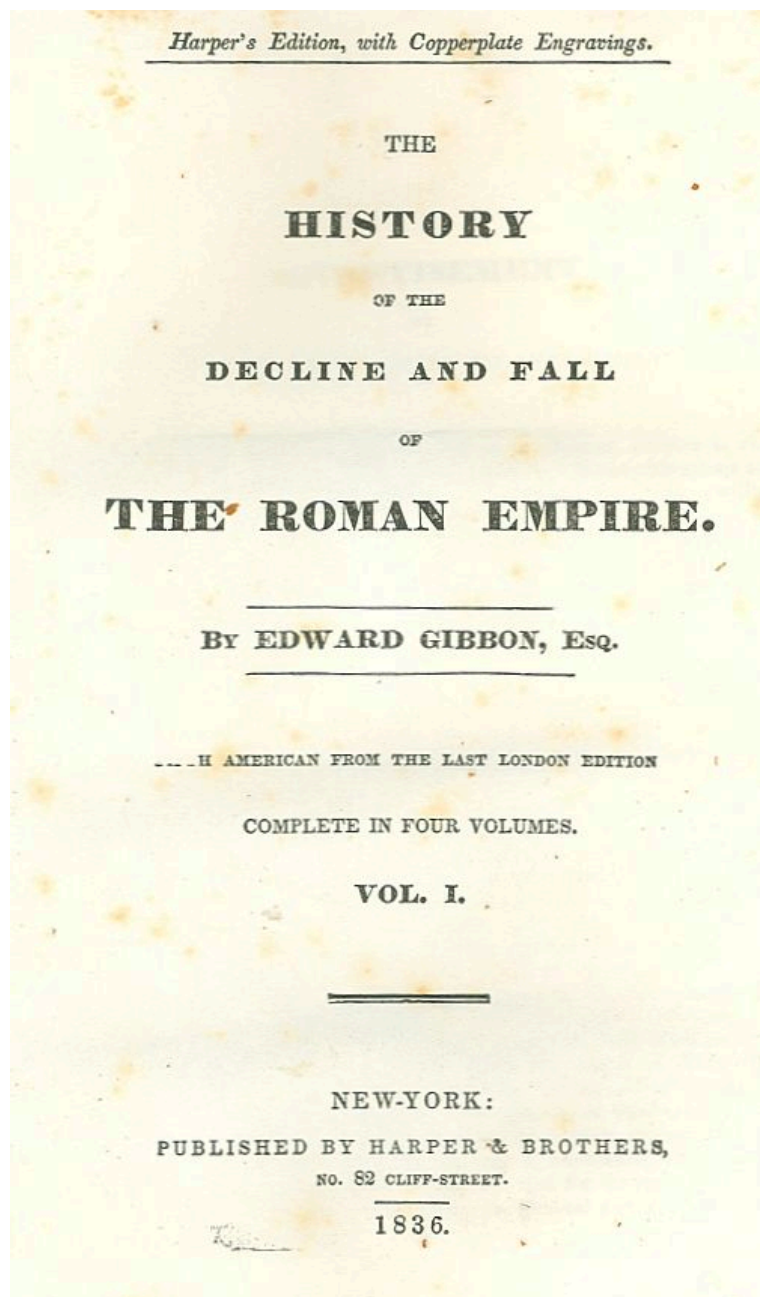 Harper's Edition, with Copperplate Engravings.
THE
HISTORY
OF THE
DECLINE AND FALL
OF
THE ROMAN EMPIRE.
BY EDWARD GIBBON, ESQ.
AMERICAN FROM THE LAST LONDON EDITION
COMPLETE IN FOUR VOLUMES.
VOL. I.
NEW-YORK:
PUBLISHED BY HARPER & BROTHERS,
NO. 82 CLIFF-STREET.
1836.